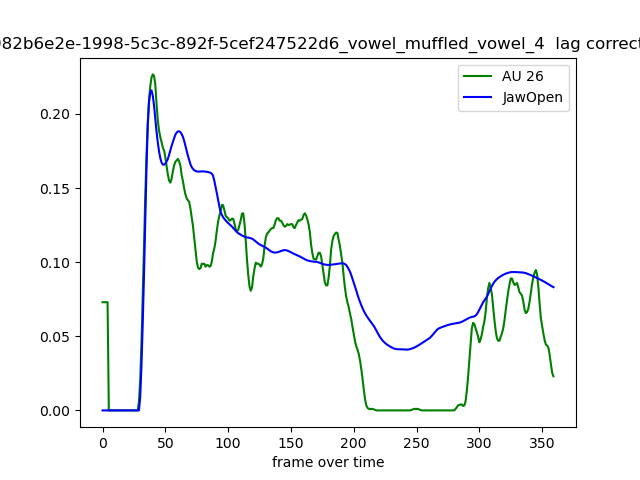 082b6e2e-1998-5c3c-892f-5cef247522d6_vowel_muffled_vowel_4 lag correct
AU 26
JawOpen
0.20
0.15
0.10
0.05
0.00
0 50 100 150 200 250 300 350
frame over time